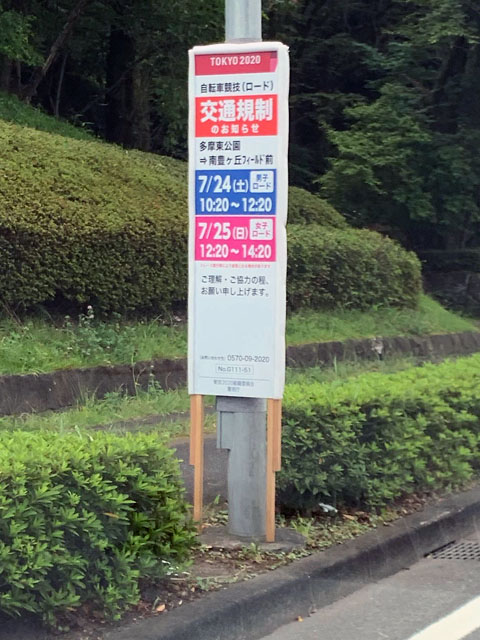 TOKYO 2020
自転車競技(ロード)
交通規制
のお知らせ
多摩東公園
⇒南豊ヶ丘フィールド前
7/24(土) 男子ロード
10:20～12:20
7/25(日) 女子ロード
12:20～14:20
ご理解・ご協力の程、
お願い申し上げます。
0570-09-2020
No.G111-51